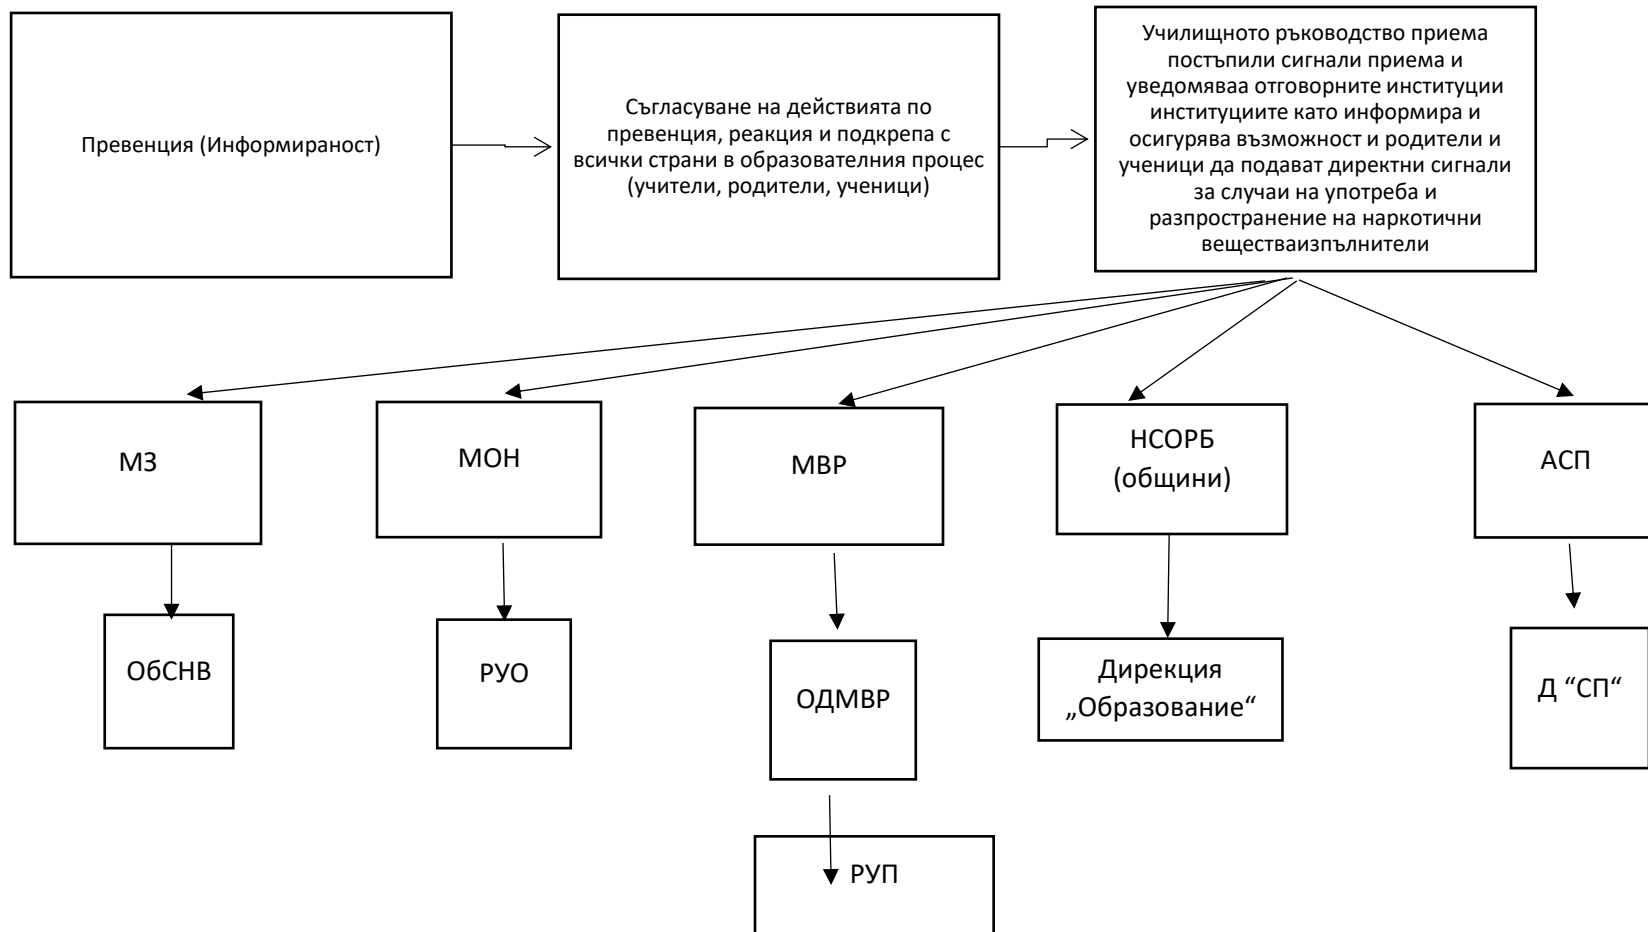 Превенция (Информираност)
Съгласуване на действията по
превенция, реакция и подкрепа с
всички страни в образователния процес
(учители, родители, ученици)
Училищното ръководство приема
постъпили сигнали приема и
уведомяваа отговорните институции
институциите като информира и
осигурява възможност и родители и
ученици да подават директни сигнали
за случаи на употреба и
разпространение на наркотични
веществаизпълнители
МЗ
МОН
МВР
НСОРБ
(общини)
АСП
ОбСНВ
РУО
ОДМВР
Дирекция
„Образование“
Д “СП“
РУП